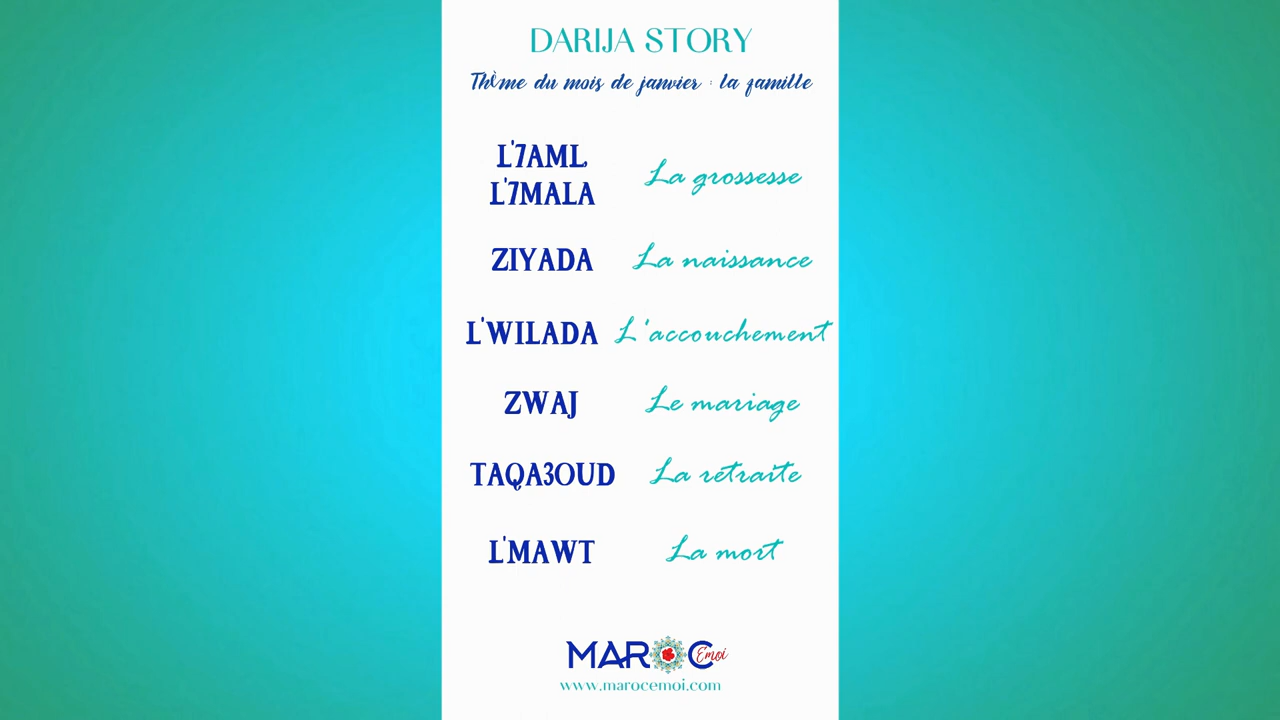 DARIJA STORY
Thème du mois de janvier : la famille
L'7AML
L'7MALA
La grossesse
ZIYADA La naissance
L'WILADA L'accouchement
ZWAJ Le mariage
TAQA3OUD La retraite
L'MAWT La mort
MAROC Émoi
www.marocemoi.com